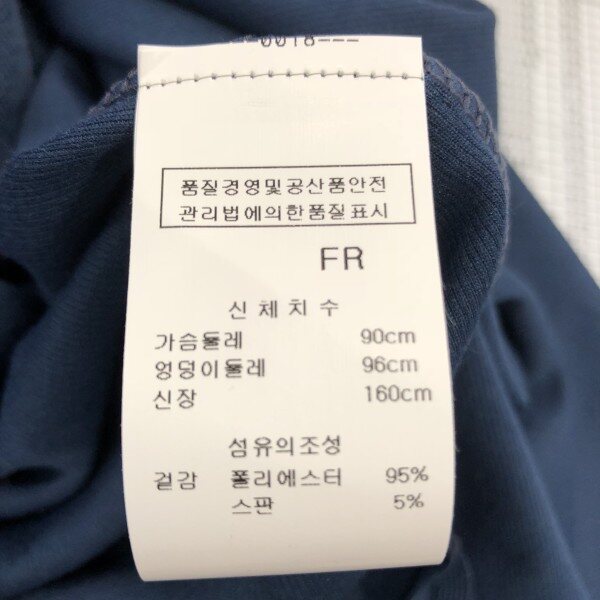 -0018---
품질경영및공산품안전
관리법에의한품질표시
FR
신체치수
가슴둘레 90cm
엉덩이둘레 96cm
신장 160cm
섬유의조성
겉감 폴리에스터 95%
스판 5%